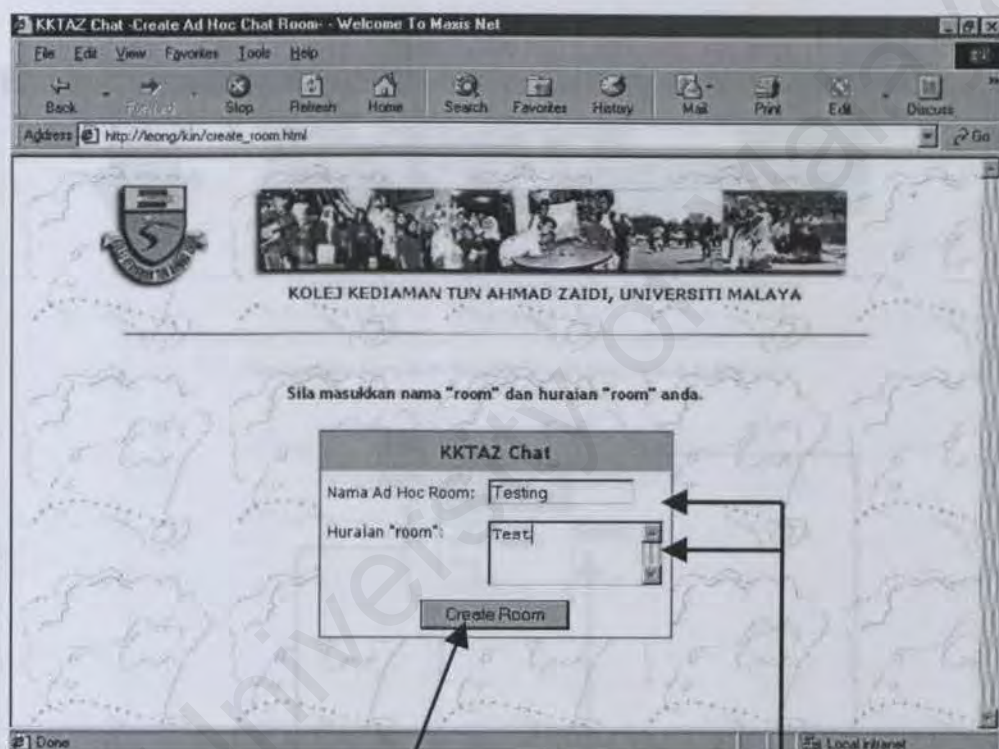 KKTAZ Chat -Create Ad Hoc Chat Room- - Welcome To Maxis Net
File Edit View Favorites Tools Help
Back Forward Stop Refresh Home Search Favorites History Mail Print Edit Discuss
Address http://leong/kin/create_room.html Go
KOLEJ KEDIAMAN TUN AHMAD ZAIDI, UNIVERSITI MALAYA
Sila masukkan nama "room" dan huraian "room" anda.
KKTAZ Chat
Nama Ad Hoc Room: Testing
Huraian "room": Test
Create Room
Done Local intranet